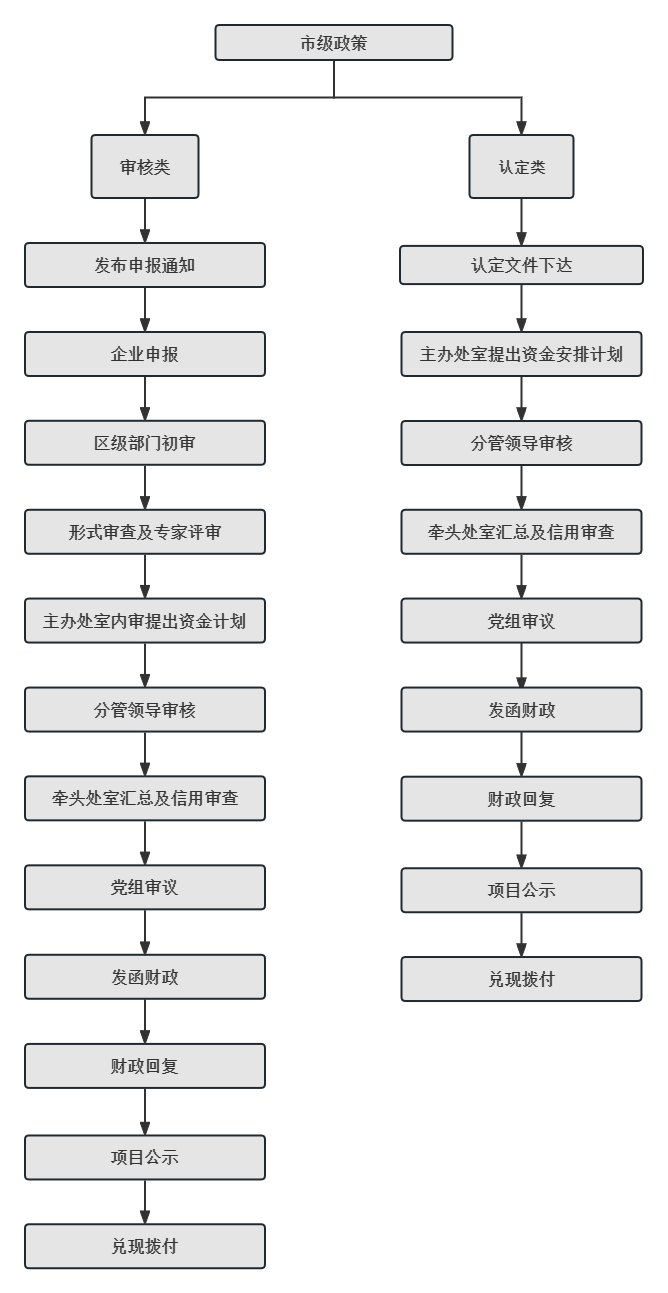 市级政策
审核类
发布申报通知
企业申报
区级部门初审
形式审查及专家评审
主办处室内审提出资金计划
分管领导审核
牵头处室汇总及信用审查
党组审议
发函财政
财政回复
项目公示
兑现拨付
认定类
认定文件下达
主办处室提出资金安排计划
分管领导审核
牵头处室汇总及信用审查
党组审议
发函财政
财政回复
项目公示
兑现拨付